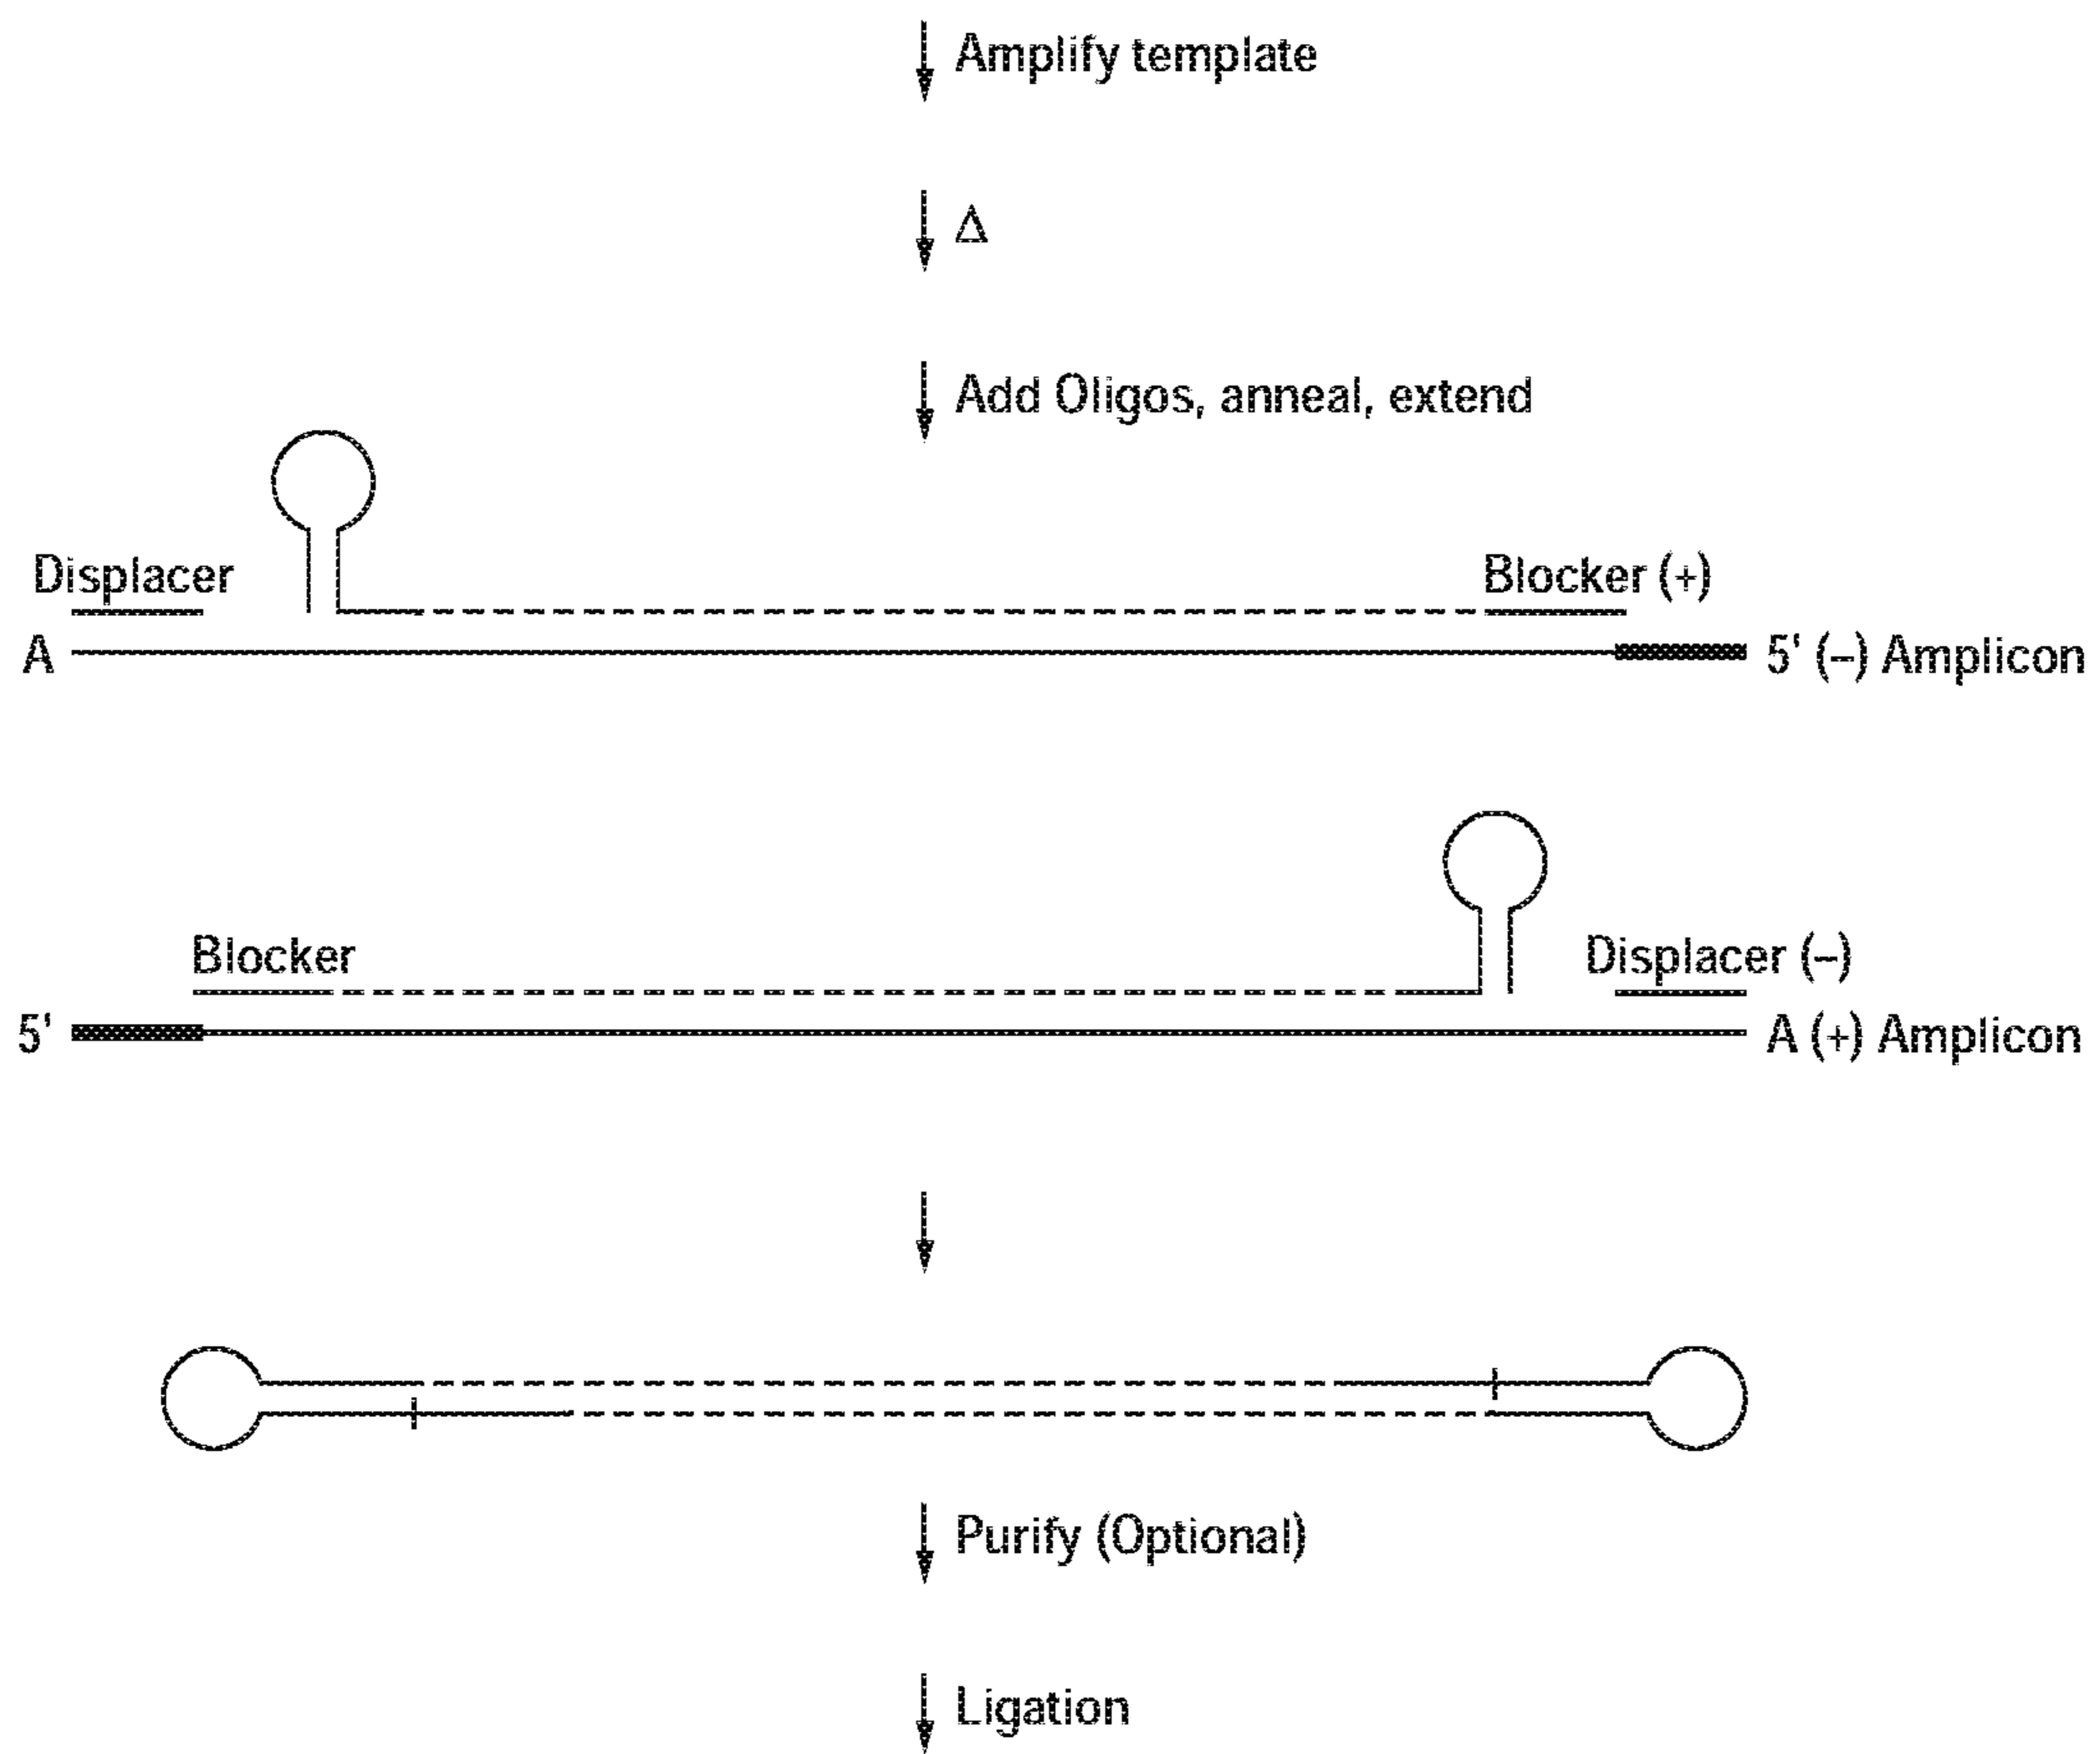 Amplify template
Δ
Add Oligos, anneal, extend
Displacer Blocker (+)
A 5' (–) Amplicon
Blocker Displacer (–)
5' A (+) Amplicon
Purify (Optional)
Ligation